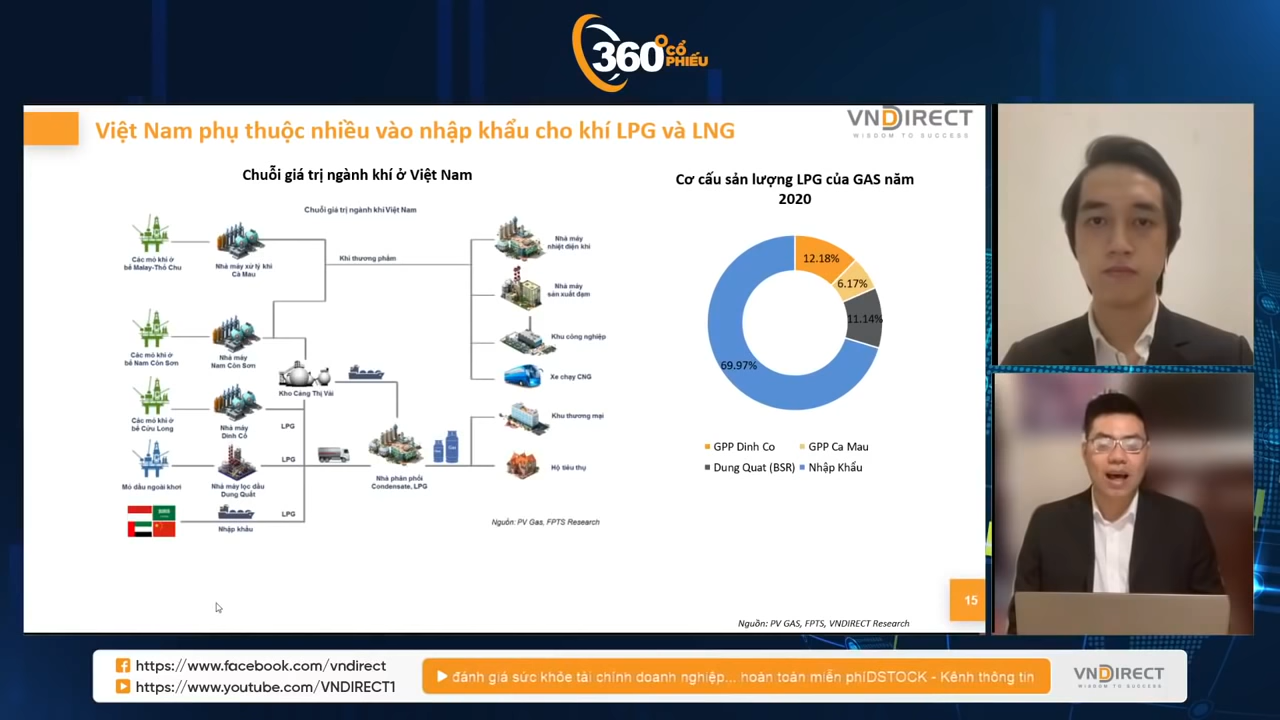 360° CỔ PHIẾU
Việt Nam phụ thuộc nhiều vào nhập khẩu cho khí LPG và LNG
VNDIRECT
WISDOM TO SUCCESS
Chuỗi giá trị ngành khí ở Việt Nam
Chuỗi giá trị ngành khí Việt Nam
Các mỏ khí ở
bể Malay-Thổ Chu
Nhà máy xử lý khí
Cà Mau
Khí thương phẩm
Nhà máy
nhiệt điện khí
Nhà máy
sản xuất đạm
Các mỏ khí ở
bể Nam Côn Sơn
Nhà máy
Nam Côn Sơn
Khu công nghiệp
Kho Cảng Thị Vải
Xe chạy CNG
Các mỏ khí ở
bể Cửu Long
Nhà máy
Dinh Cố
LPG
Khu thương mại
Mỏ dầu ngoài khơi
Nhà máy lọc dầu
Dung Quất
LPG
Nhà phân phối
Condensate, LPG
Hộ tiêu thụ
Nhập khẩu
LPG
Nguồn: PV Gas, FPTS Research
Cơ cấu sản lượng LPG của GAS năm
2020
12.18%
6.17%
11.14%
69.97%
GPP Dinh Co
GPP Ca Mau
Dung Quat (BSR)
Nhập Khẩu
15
Nguồn: PV GAS, FPTS, VNDIRECT Research
https://www.facebook.com/vndirect
https://www.youtube.com/VNDIRECT1
đánh giá sức khỏe tài chính doanh nghiệp... hoàn toàn miễn phíDSTOCK - Kênh thông tin
VNDIRECT
WISDOM TO SUCCESS